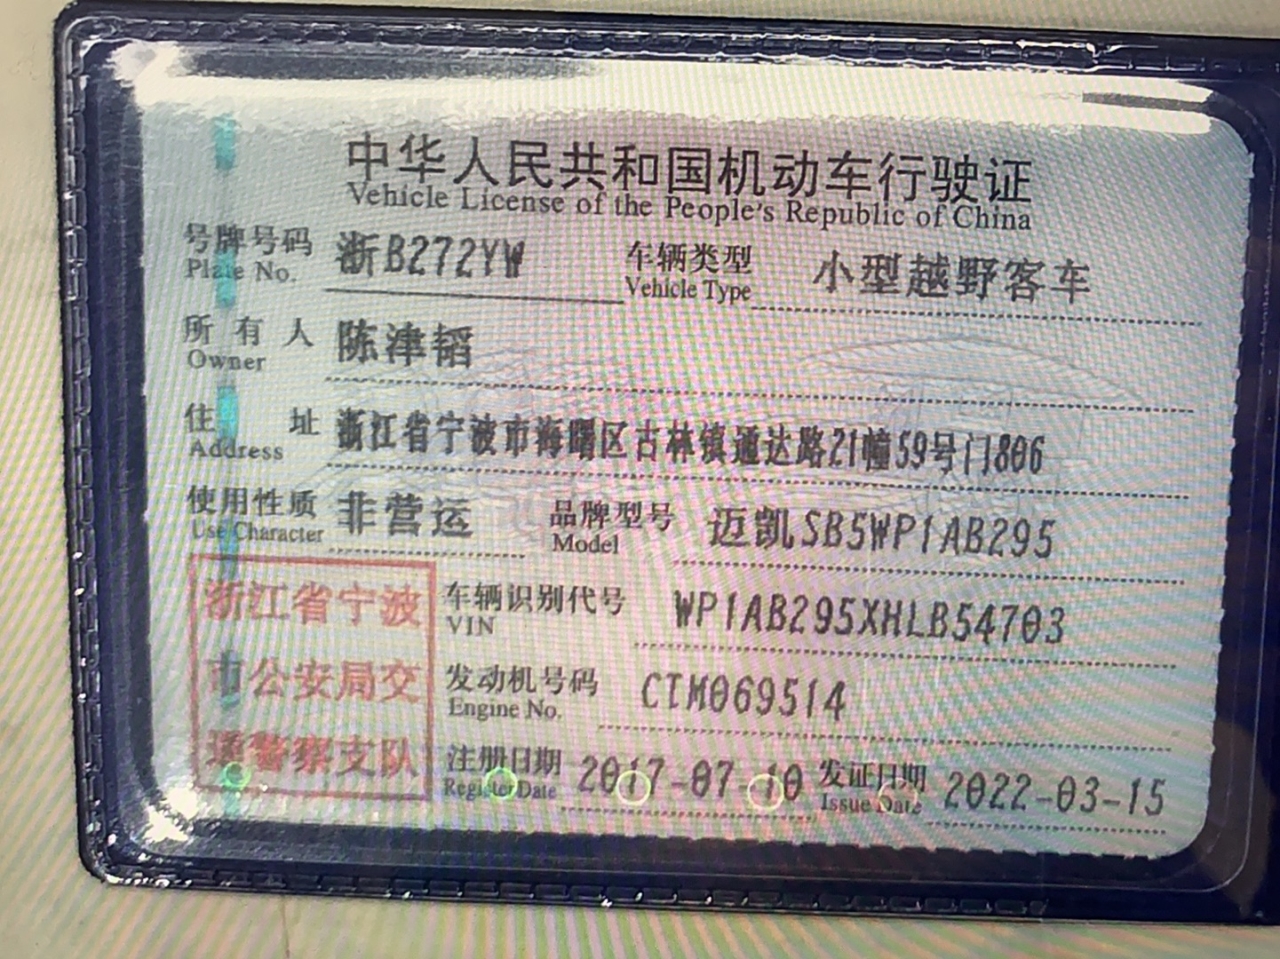 中华人民共和国机动车行驶证
Vehicle License of the People's Republic of China
号牌号码 浙B272YW 车辆类型 小型越野客车
Plate No. Vehicle Type
所有人 陈津韬
Owner
住址 浙江省宁波市海曙区古林镇通达路21幢59号门806
Address
使用性质 非营运 品牌型号 迈凯SB5WP1AB295
Use Character Model
浙江省宁波
市公安局交
通警察支队
车辆识别代号 WP1AB295XHLB54703
VIN
发动机号码 CTM069514
Engine No.
注册日期 2017-07-10 发证日期 2022-03-15
Register Date Issue Date